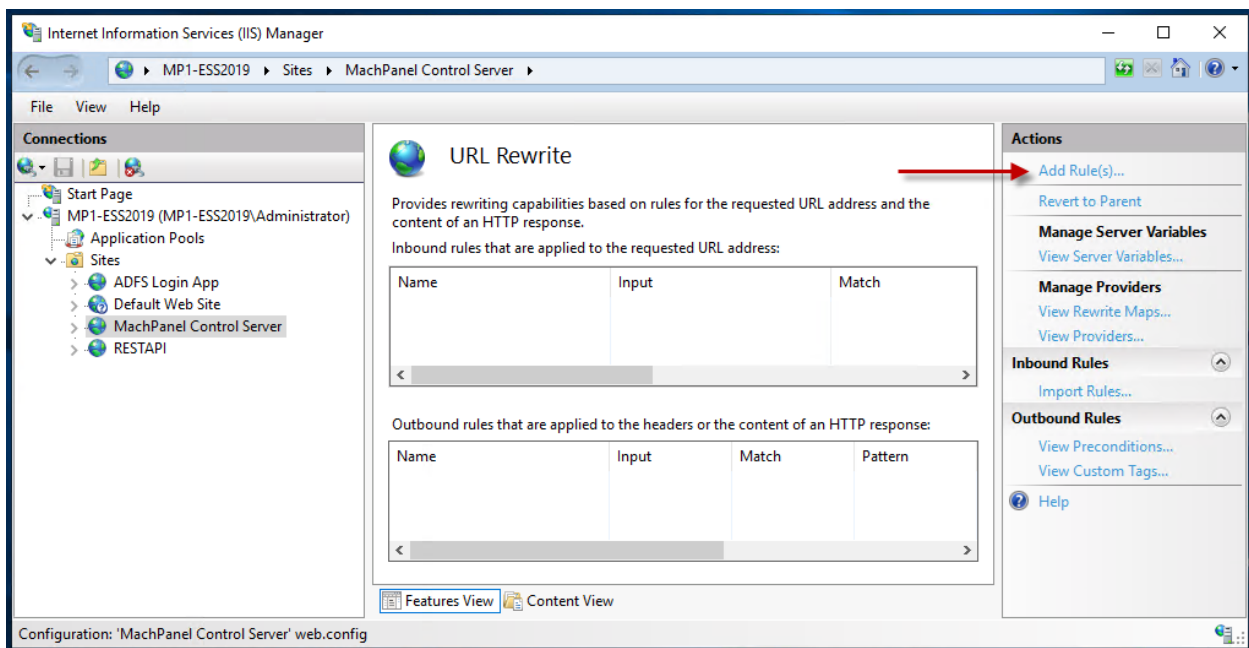 Internet Information Services (IIS) Manager
MP1-ESS2019 Sites MachPanel Control Server
File View Help
Connections
Start Page
MP1-ESS2019 (MP1-ESS2019\Administrator)
Application Pools
Sites
ADFS Login App
Default Web Site
MachPanel Control Server
RESTAPI
URL Rewrite
Provides rewriting capabilities based on rules for the requested URL address and the
content of an HTTP response.
Inbound rules that are applied to the requested URL address:
Name Input Match
Outbound rules that are applied to the headers or the content of an HTTP response:
Name Input Match Pattern
Features View Content View
Actions
Add Rule(s)...
Revert to Parent
Manage Server Variables
View Server Variables...
Manage Providers
View Rewrite Maps...
View Providers...
Inbound Rules
Import Rules...
Outbound Rules
View Preconditions...
View Custom Tags...
Help
Configuration: 'MachPanel Control Server' web.config